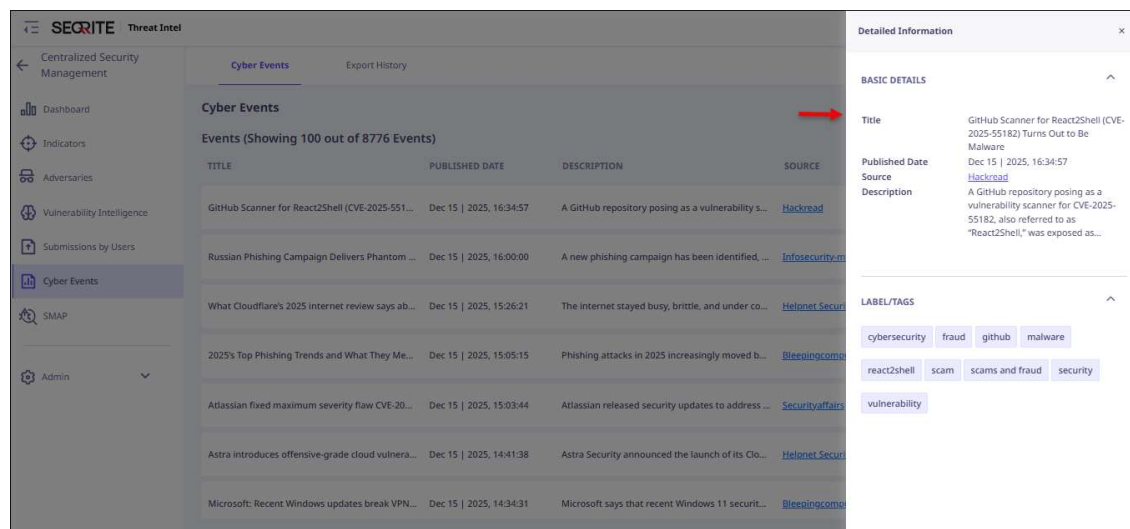 SEQRITE Threat Intel
Centralized Security
Management
Dashboard
Indicators
Adversaries
Vulnerability Intelligence
Submissions by Users
Cyber Events
SMAP
Admin
Cyber Events Export History
Cyber Events
Events (Showing 100 out of 8776 Events)
TITLE PUBLISHED DATE DESCRIPTION SOURCE
GitHub Scanner for React2Shell (CVE-2025-551... Dec 15 | 2025, 16:34:57 A GitHub repository posing as a vulnerability s... Hackread
Russian Phishing Campaign Delivers Phantom ... Dec 15 | 2025, 16:00:00 A new phishing campaign has been identified, ... Infosecurity-m
What Cloudflare's 2025 internet review says ab... Dec 15 | 2025, 15:26:21 The internet stayed busy, brittle, and under co... Helpnet Securi
2025's Top Phishing Trends and What They Me... Dec 15 | 2025, 15:05:15 Phishing attacks in 2025 increasingly moved b... Bleepingcomp
Atlassian fixed maximum severity flaw CVE-20... Dec 15 | 2025, 15:03:44 Atlassian released security updates to address ... Securityaffairs
Astra introduces offensive-grade cloud vulnera... Dec 15 | 2025, 14:41:38 Astra Security announced the launch of its Clo... Helpnet Securi
Microsoft: Recent Windows updates break VPN... Dec 15 | 2025, 14:34:31 Microsoft says that recent Windows 11 securit... Bleepingcomp
Detailed Information ×
BASIC DETAILS
Title GitHub Scanner for React2Shell (CVE-
2025-55182) Turns Out to Be
Malware
Published Date Dec 15 | 2025, 16:34:57
Source Hackread
Description A GitHub repository posing as a
vulnerability scanner for CVE-2025-
55182, also referred to as
"React2Shell," was exposed as...
LABEL/TAGS
cybersecurity fraud github malware
react2shell scam scams and fraud security
vulnerability